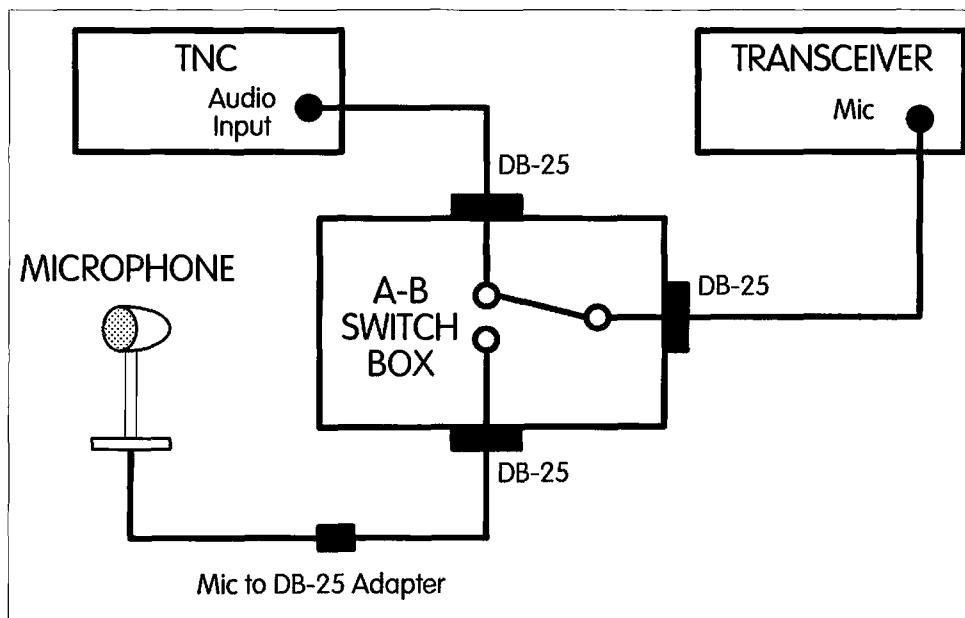 TNC
Audio
Input
TRANSCEIVER
Mic
DB-25
MICROPHONE
A-B
SWITCH
BOX
DB-25
DB-25
Mic to DB-25 Adapter